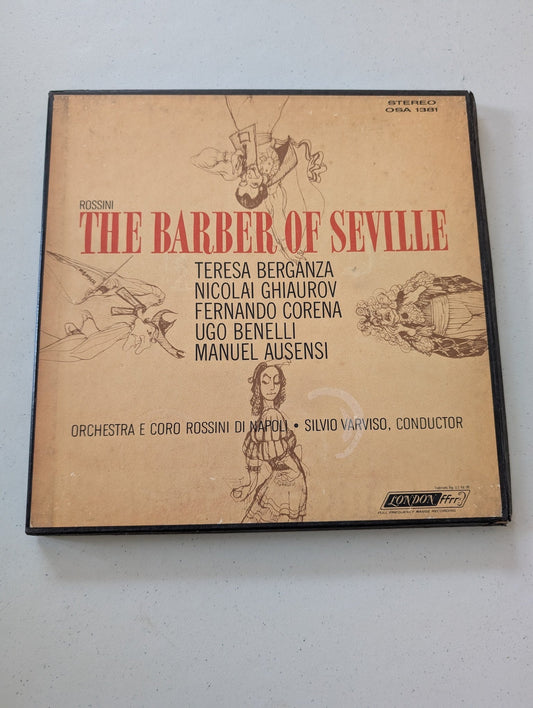 STEREO
OSA 1381
ROSSINI
THE BARBER OF SEVILLE
TERESA BERGANZA
NICOLAI GHIAUROV
FERNANDO CORENA
UGO BENELLI
MANUEL AUSENSI
ORCHESTRA E CORO ROSSINI DI NAPOLI • SILVIO VARVISO, CONDUCTOR
LONDON ffrr
FULL FREQUENCY RANGE RECORDING